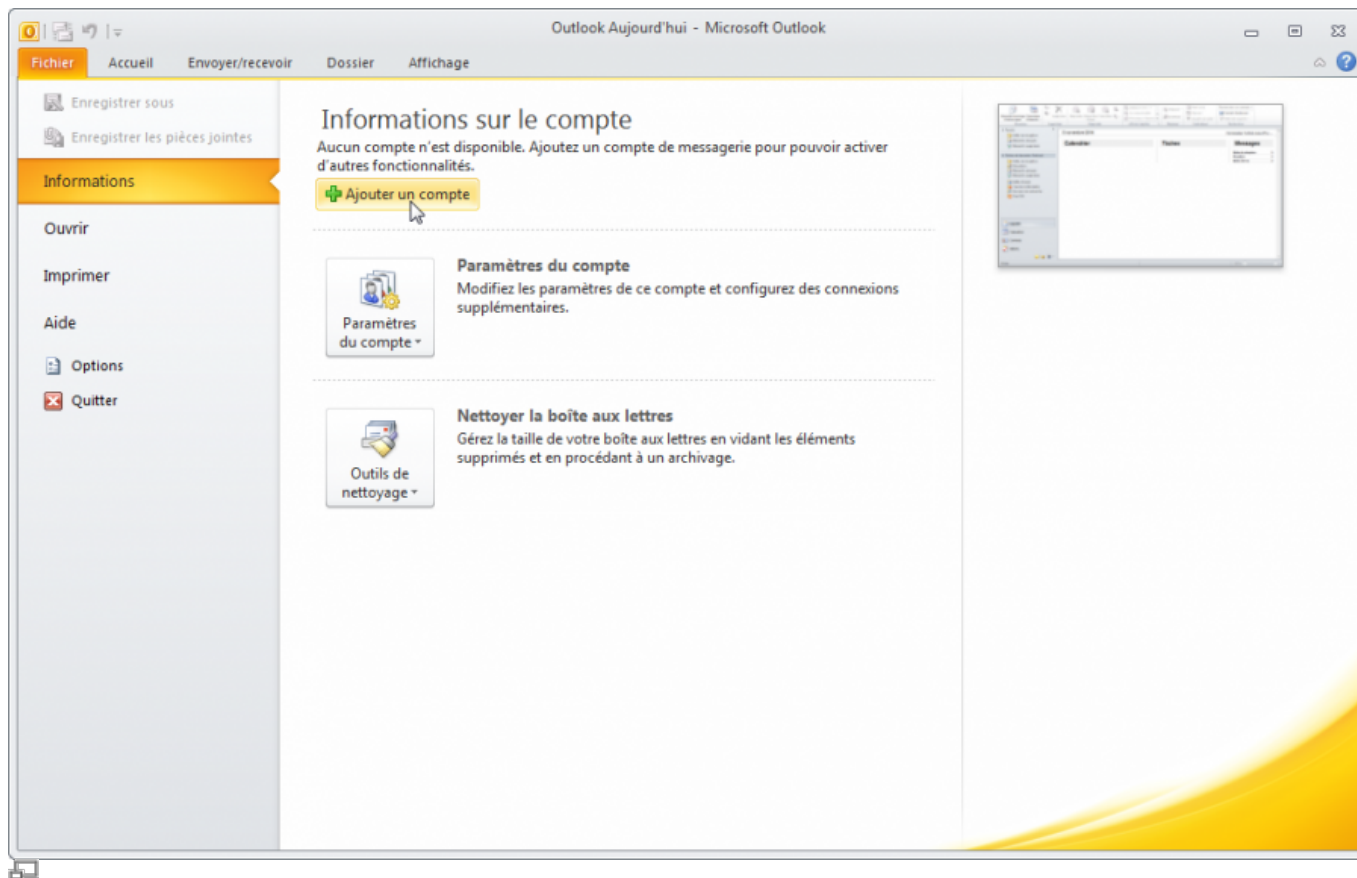 Outlook Aujourd'hui - Microsoft Outlook
Fichier Accueil Envoyer/recevoir Dossier Affichage
Enregistrer sous
Enregistrer les pièces jointes
Informations
Ouvrir
Imprimer
Aide
Options
Quitter
Informations sur le compte
Aucun compte n'est disponible. Ajoutez un compte de messagerie pour pouvoir activer
d'autres fonctionnalités.
Ajouter un compte
Paramètres
du compte
Paramètres du compte
Modifiez les paramètres de ce compte et configurez des connexions
supplémentaires.
Outils de
nettoyage
Nettoyer la boîte aux lettres
Gérez la taille de votre boîte aux lettres en vidant les éléments
supprimés et en procédant à un archivage.
Calendrier Tâches Messages